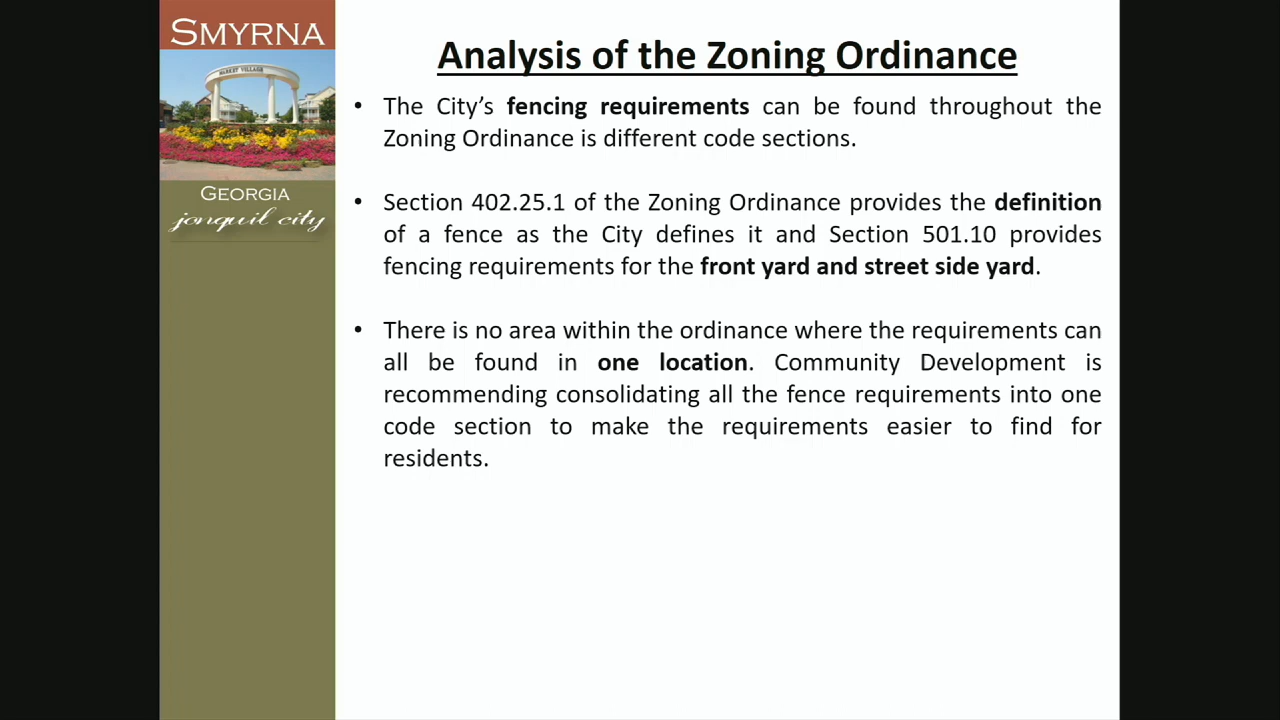 SMYRNA
MARKET VILLAGE
GEORGIA
jonquil city
Analysis of the Zoning Ordinance
• The City’s fencing requirements can be found throughout the
Zoning Ordinance is different code sections.
• Section 402.25.1 of the Zoning Ordinance provides the definition
of a fence as the City defines it and Section 501.10 provides
fencing requirements for the front yard and street side yard.
• There is no area within the ordinance where the requirements can
all be found in one location. Community Development is
recommending consolidating all the fence requirements into one
code section to make the requirements easier to find for
residents.